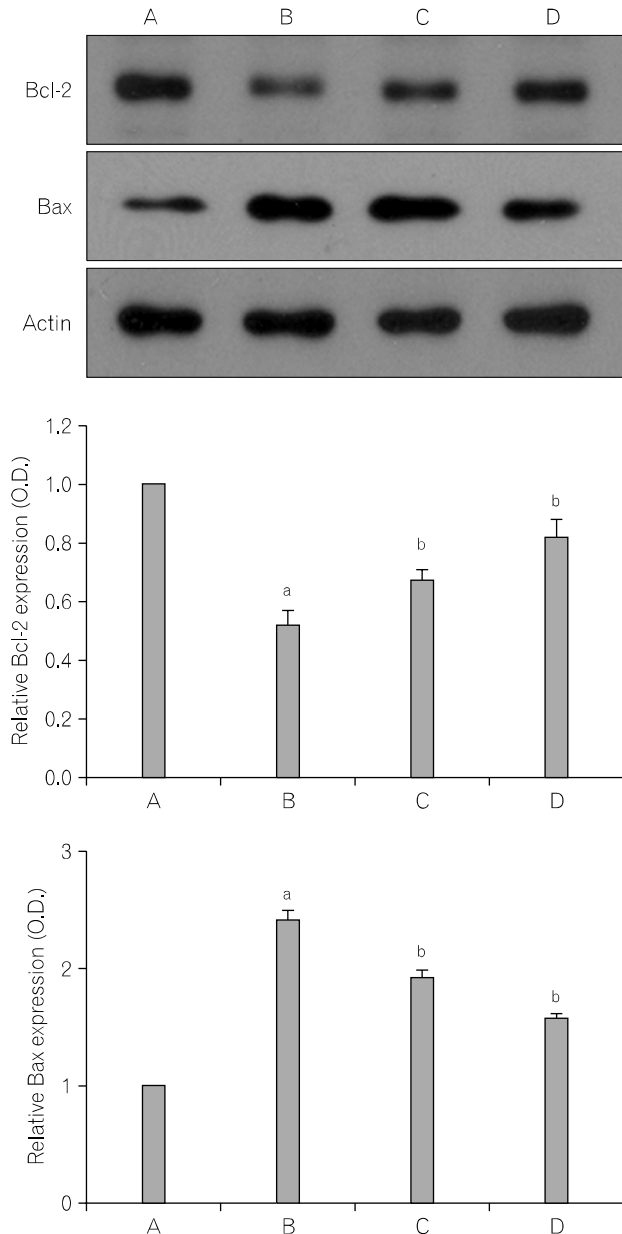 A B C D
Bcl-2
Bax
Actin
Relative Bcl-2 expression (O.D.)
1.2
1.0
0.8
0.6
0.4
0.2
0.0
a
b
b
A B C D
Relative Bax expression (O.D.)
3
2
1
0
a
b
b
A B C D